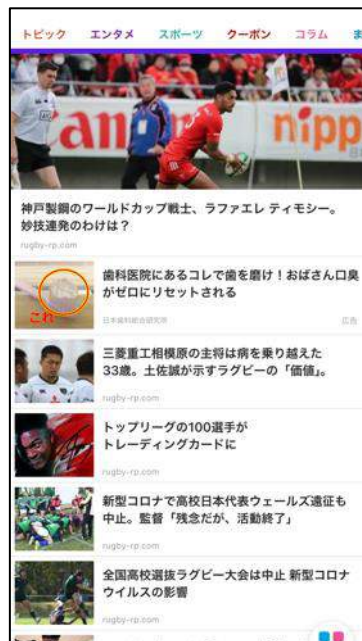 トピック エンタメ スポーツ クーポン コラム
nipp
神戸製鋼のワールドカップ戦士、ラファエレ ティモシー。
妙技連発のわけは？
rugby-rp.com
歯科医院にあるコレで歯を磨け！おばさん口臭
がゼロにリセットされる
これ
日本歯科総合研究所 広告
三菱重工相模原の主将は病を乗り越えた
33歳。土佐誠が示すラグビーの「価値」。
rugby-rp.com
トップリーグの100選手が
トレーディングカードに
rugby-rp.com
新型コロナで高校日本代表ウェールズ遠征も
中止。監督「残念だが、活動終了」
rugby-rp.com
全国高校選抜ラグビー大会は中止 新型コロナ
ウイルスの影響
rugby-rp.com